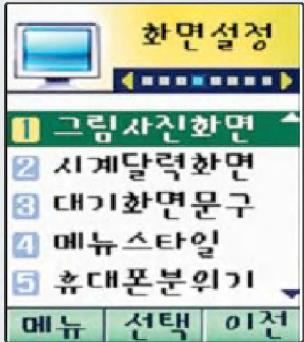 화면설정
1 그림사진화면
2 시계달력화면
3 대기화면문구
4 메뉴스타일
5 휴대폰분위기
메뉴 선택 이전